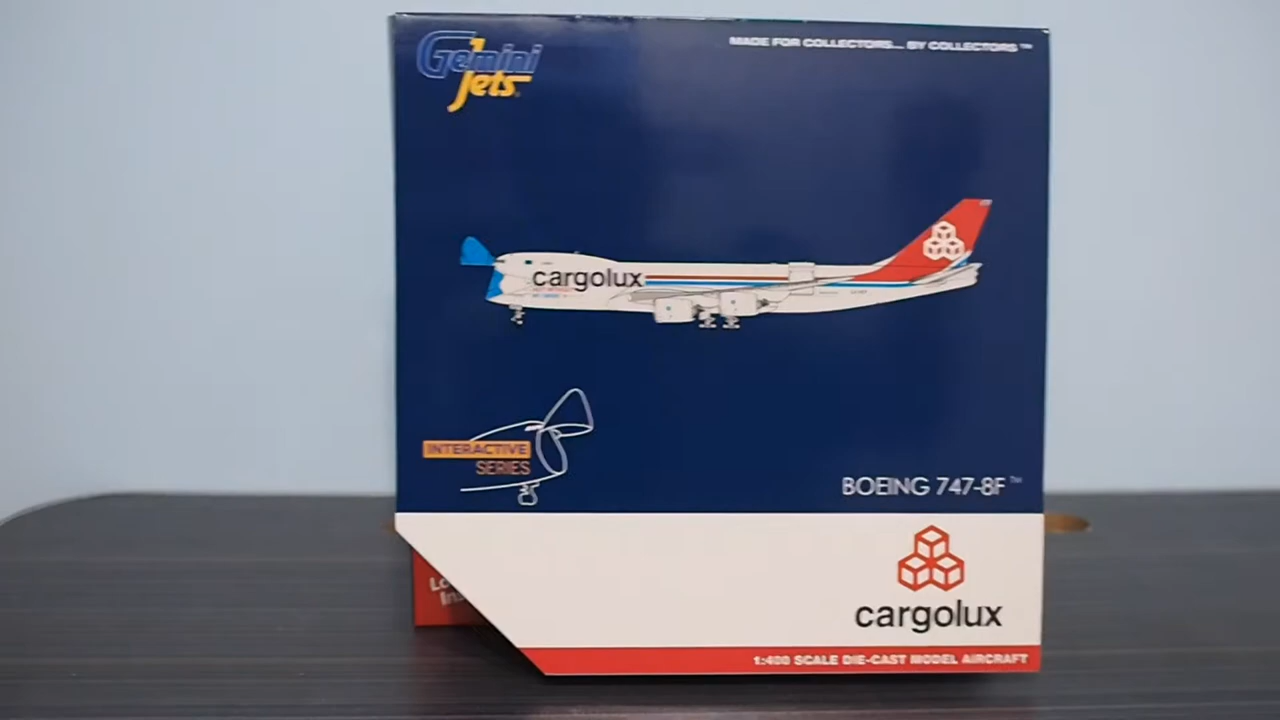 Gemini
Jets
MADE FOR COLLECTORS... BY COLLECTORS™
cargolux
INTERACTIVE
SERIES
BOEING 747-8F™
cargolux
1:400 SCALE DIE-CAST MODEL AIRCRAFT